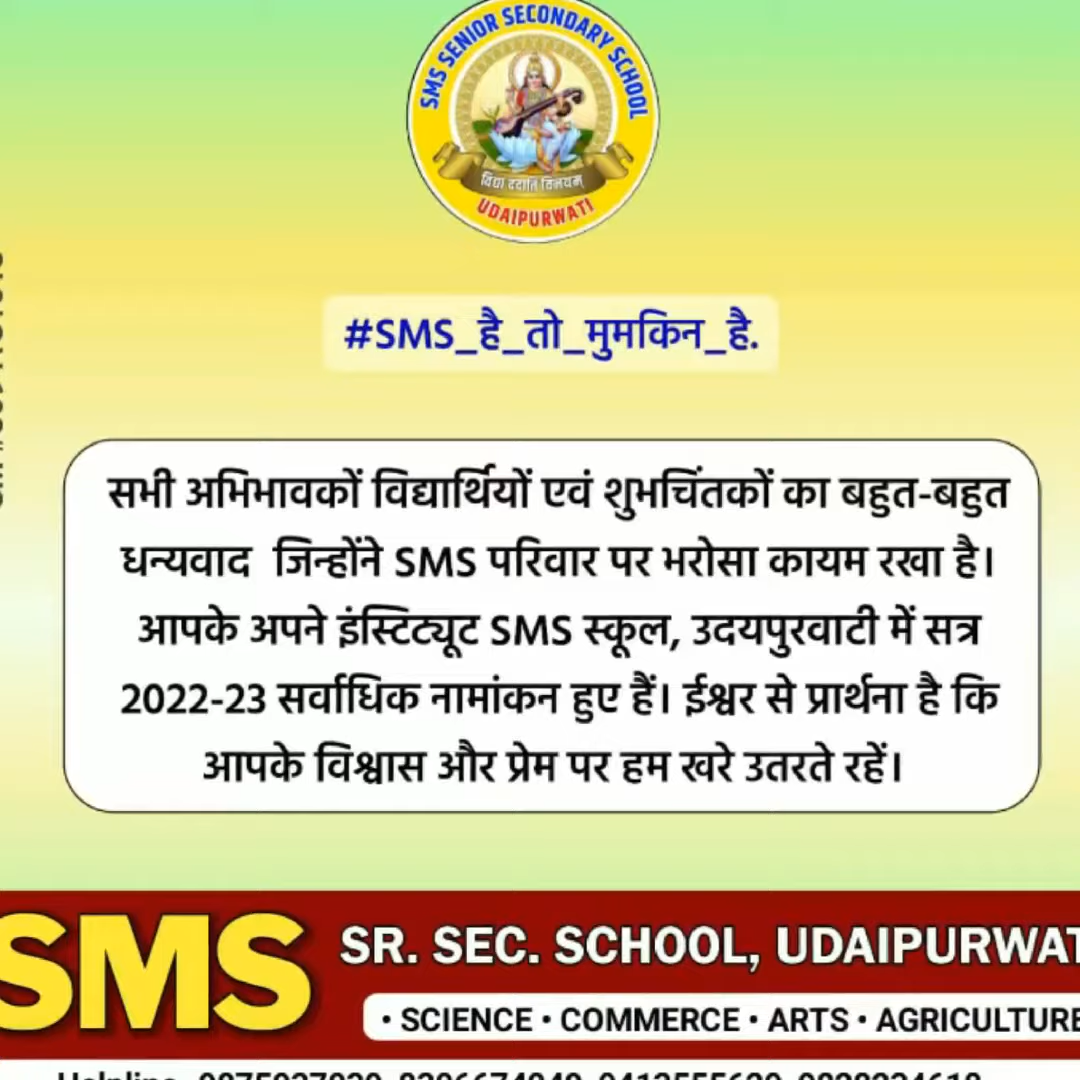 SMS SENIOR SECONDARY SCHOOL
विद्या ददाति विनयम्
UDAIPURWATI
#SMS_है_तो_मुमकिन_है.
सभी अभिभावकों विद्यार्थियों एवं शुभचिंतकों का बहुत-बहुत
धन्यवाद जिन्होंने SMS परिवार पर भरोसा कायम रखा है।
आपके अपने इंस्टिट्यूट SMS स्कूल, उदयपुरवाटी में सत्र
2022-23 सर्वाधिक नामांकन हुए हैं। ईश्वर से प्रार्थना है कि
आपके विश्वास और प्रेम पर हम खरे उतरते रहें।
SMS
SR. SEC. SCHOOL, UDAIPURWAT
• SCIENCE • COMMERCE • ARTS • AGRICULTURE